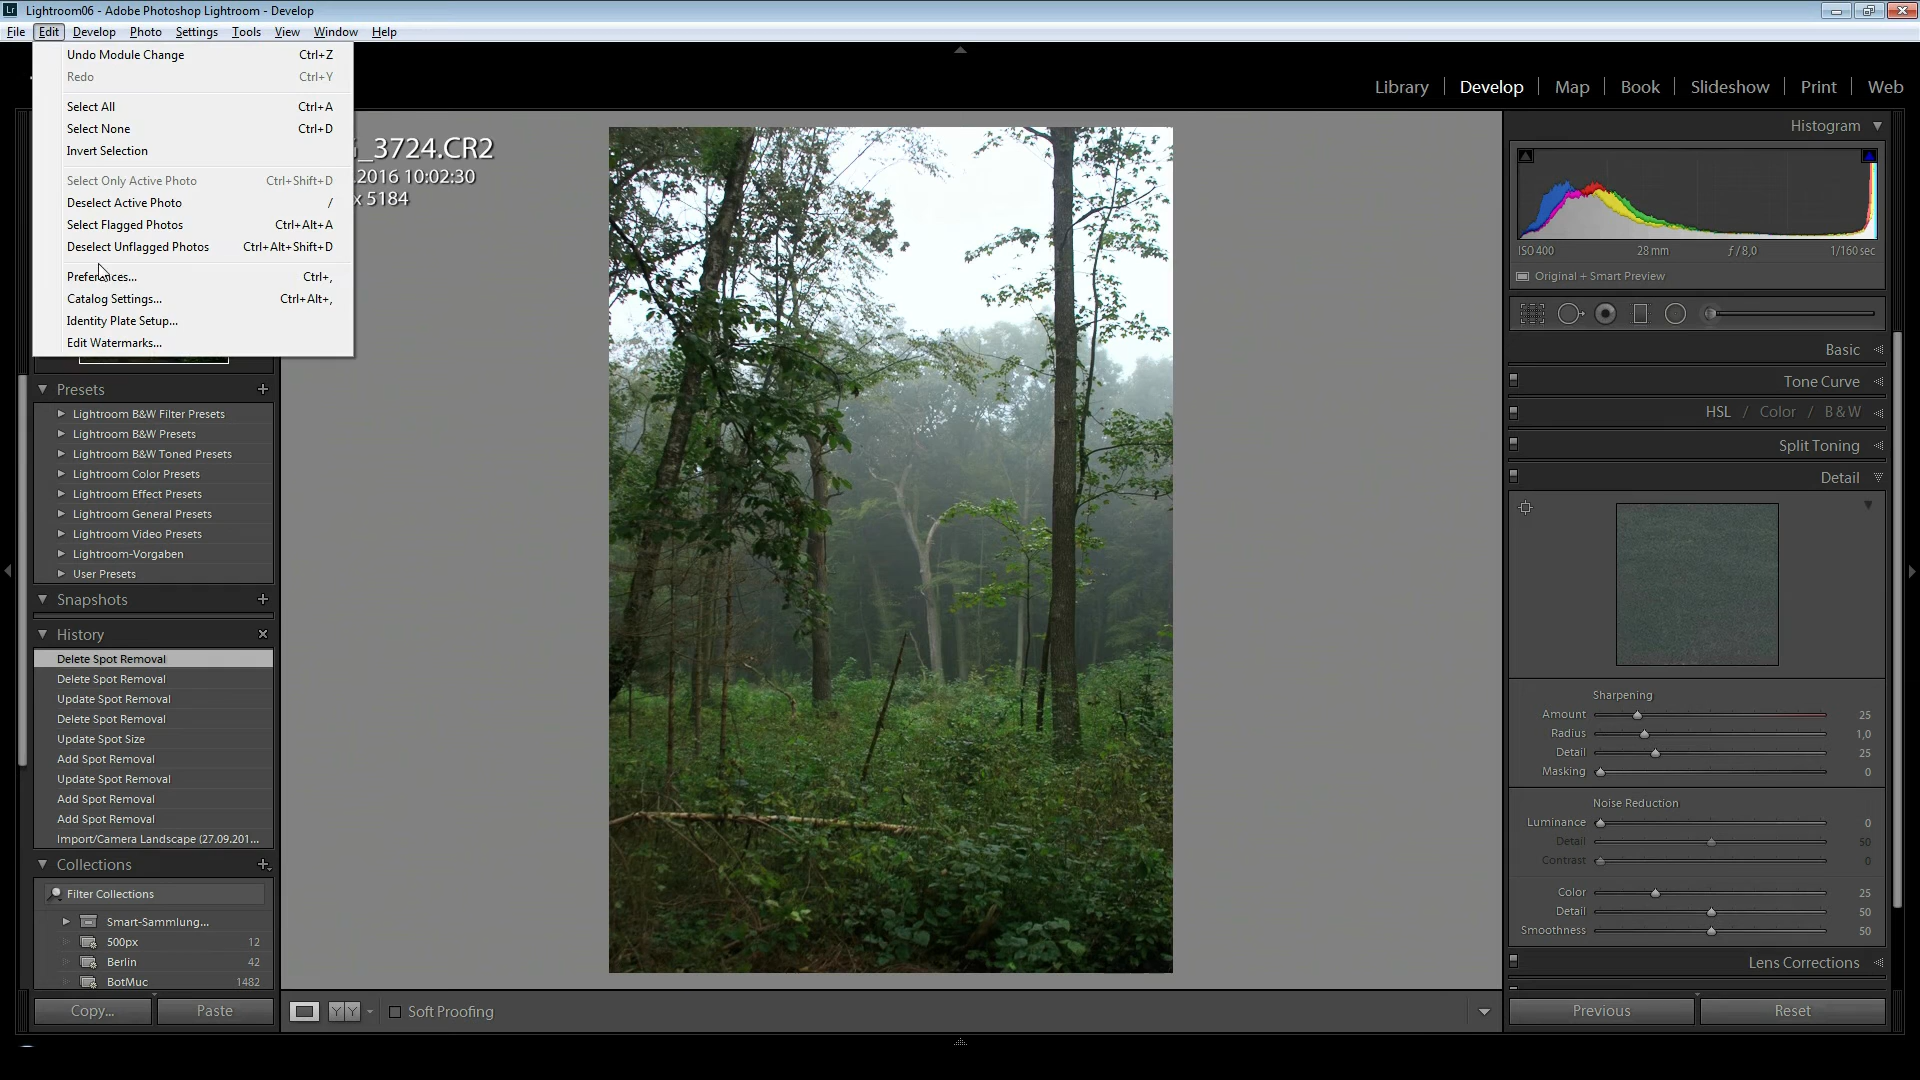 Lr Lightroom06 - Adobe Photoshop Lightroom - Develop
File Edit Develop Photo Settings Tools View Window Help
Undo Module Change Ctrl+Z
Redo Ctrl+Y
Select All Ctrl+A
Select None Ctrl+D
Invert Selection
Select Only Active Photo Ctrl+Shift+D
Deselect Active Photo /
Select Flagged Photos Ctrl+Alt+A
Deselect Unflagged Photos Ctrl+Alt+Shift+D
Preferences... Ctrl+,
Catalog Settings... Ctrl+Alt+,
Identity Plate Setup...
Edit Watermarks...
Library Develop Map Book Slideshow Print Web
_3724.CR2
.2016 10:02:30
x 5184
Presets
Lightroom B&W Filter Presets
Lightroom B&W Presets
Lightroom B&W Toned Presets
Lightroom Color Presets
Lightroom Effect Presets
Lightroom General Presets
Lightroom Video Presets
Lightroom-Vorgaben
User Presets
Snapshots
History
Delete Spot Removal
Delete Spot Removal
Update Spot Removal
Delete Spot Removal
Update Spot Size
Add Spot Removal
Update Spot Removal
Add Spot Removal
Add Spot Removal
Import/Camera Landscape (27.09.201...
Collections
Filter Collections
Smart-Sammlung...
500px 12
Berlin 42
BotMuc 1482
Copy... Paste
YY Soft Proofing
Histogram
ISO 400 28 mm ƒ / 8,0 1/160 sec
Original + Smart Preview
Basic
Tone Curve
HSL / Color / B & W
Split Toning
Detail
Sharpening
Amount 25
Radius 1,0
Detail 25
Masking 0
Noise Reduction
Luminance 0
Detail 50
Contrast 0
Color 25
Detail 50
Smoothness 50
Lens Corrections
Previous Reset